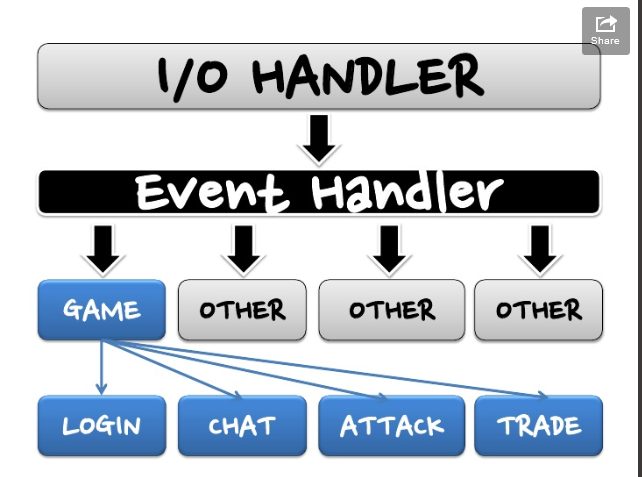 Share
I/O HANDLER
Event Handler
GAME
OTHER
OTHER
OTHER
LOGIN
CHAT
ATTACK
TRADE